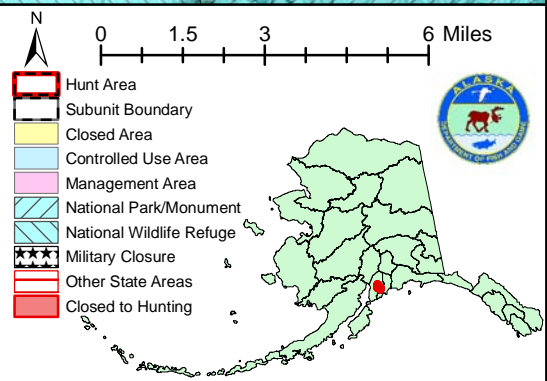 N
0 1.5 3 6 Miles
Hunt Area
Subunit Boundary
Closed Area
Controlled Use Area
Management Area
National Park/Monument
National Wildlife Refuge
Military Closure
Other State Areas
Closed to Hunting
ALASKA
DEPARTMENT OF FISH AND GAME